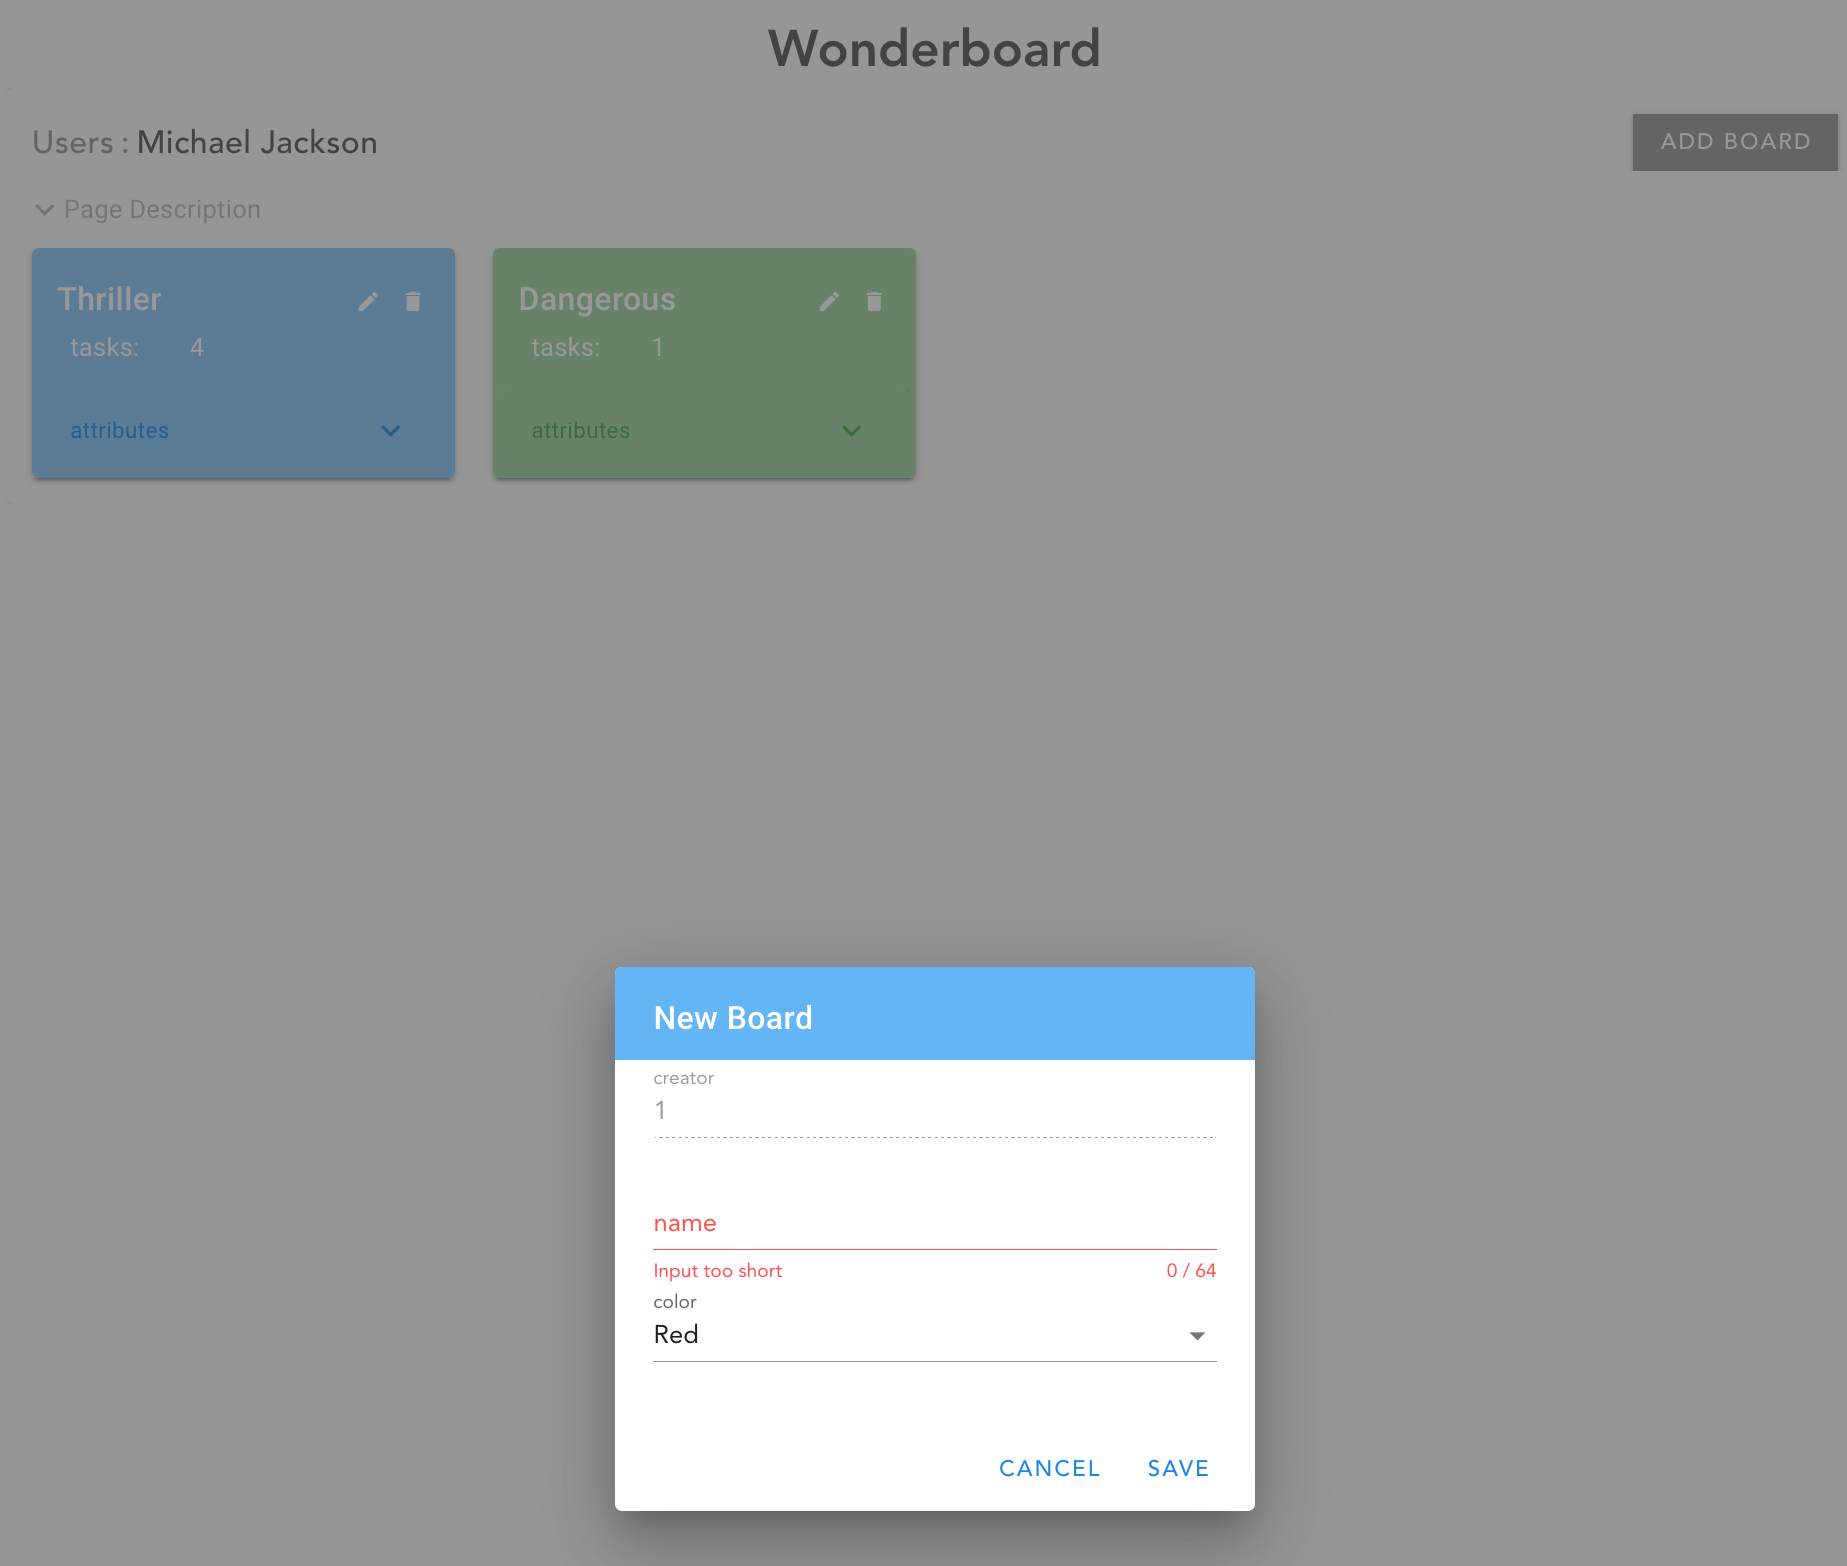 Wonderboard
Users : Michael Jackson
ADD BOARD
Page Description
Thriller
tasks: 4
attributes
Dangerous
tasks: 1
attributes
New Board
creator
1
name
Input too short 0 / 64
color
Red
CANCEL SAVE